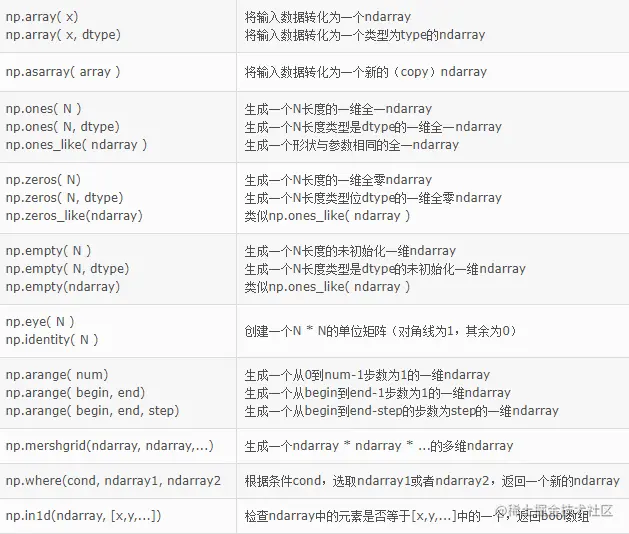 np.array( x) 将输入数据转化为一个ndarray
np.array( x, dtype) 将输入数据转化为一个类型为type的ndarray
np.asarray( array ) 将输入数据转化为一个新的（copy）ndarray
np.ones( N ) 生成一个N长度的一维全一ndarray
np.ones( N, dtype) 生成一个N长度类型是dtype的一维全一ndarray
np.ones_like( ndarray ) 生成一个形状与参数相同的全一ndarray
np.zeros( N) 生成一个N长度的一维全零ndarray
np.zeros( N, dtype) 生成一个N长度类型位dtype的一维全零ndarray
np.zeros_like(ndarray) 类似np.ones_like( ndarray )
np.empty( N ) 生成一个N长度的未初始化一维ndarray
np.empty( N, dtype) 生成一个N长度类型是dtype的未初始化一维ndarray
np.empty(ndarray) 类似np.ones_like( ndarray )
np.eye( N )
np.identity( N ) 创建一个N * N的单位矩阵（对角线为1，其余为0）
np.arange( num) 生成一个从0到num-1步数为1的一维ndarray
np.arange( begin, end) 生成一个从begin到end-1步数为1的一维ndarray
np.arange( begin, end, step) 生成一个从begin到end-step的步数为step的一维ndarray
np.mershgrid(ndarray, ndarray,...) 生成一个ndarray * ndarray * ...的多维ndarray
np.where(cond, ndarray1, ndarray2 根据条件cond，选取ndarray1或者ndarray2，返回一个新的ndarray
np.in1d(ndarray, [x,y,...]) 检查ndarray中的元素是否等于[x,y,...]中的一个，返回bool数组
@稀土掘金技术社区